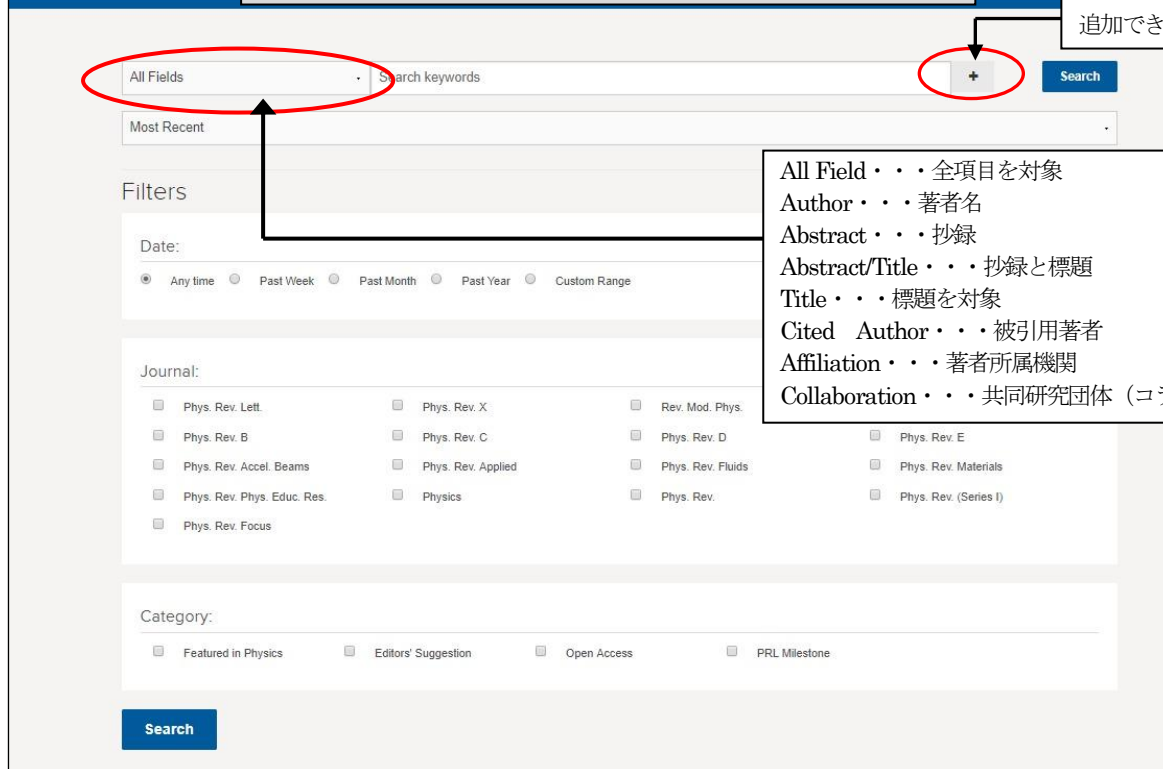 追加でき
All Fields
Search keywords
+
Search
Most Recent
All Field・・・全項目を対象
Author・・・著者名
Abstract・・・抄録
Abstract/Title・・・抄録と標題
Title・・・標題を対象
Cited Author・・・被引用著者
Affiliation・・・著者所属機関
Collaboration・・・共同研究団体（コラ
Filters
Date:
Any time Past Week Past Month Past Year Custom Range
Journal:
Phys. Rev. Lett. Phys. Rev. X Rev. Mod. Phys.
Phys. Rev. B Phys. Rev. C Phys. Rev. D Phys. Rev. E
Phys. Rev. Accel. Beams Phys. Rev. Applied Phys. Rev. Fluids Phys. Rev. Materials
Phys. Rev. Phys. Educ. Res. Physics Phys. Rev. Phys. Rev. (Series I)
Phys. Rev. Focus
Category:
Featured in Physics Editors' Suggestion Open Access PRL Milestone
Search